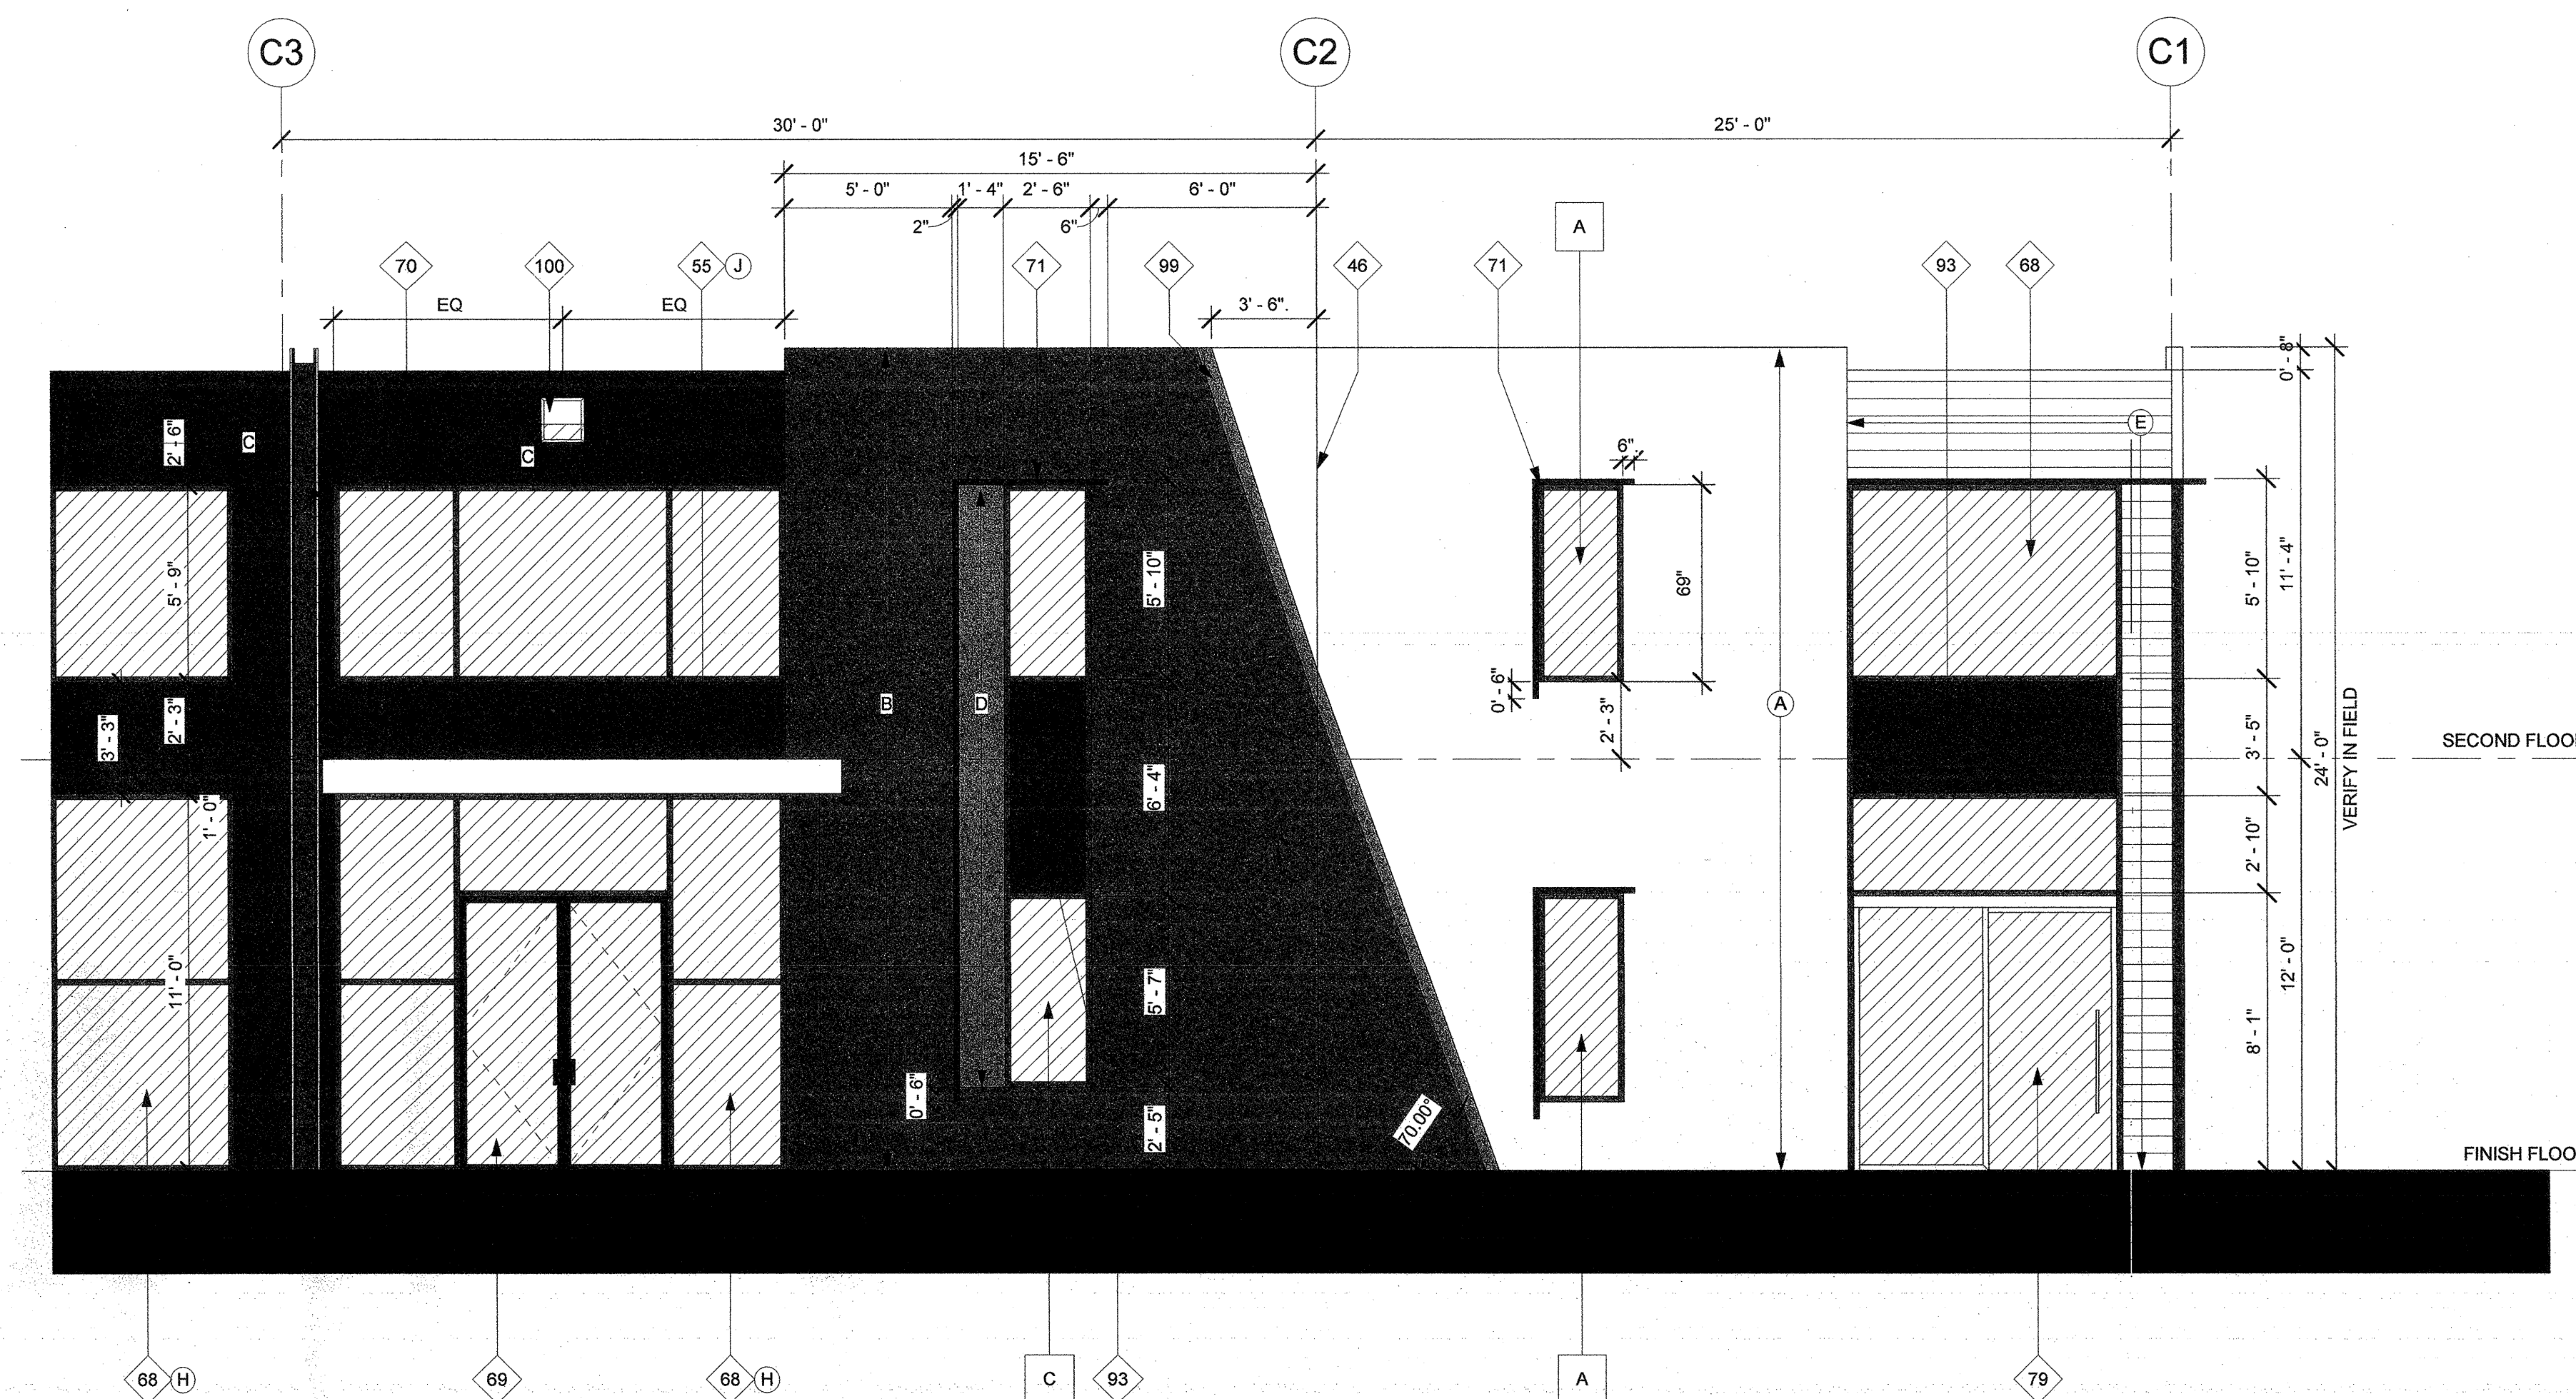 C3
C2
C1
30' - 0"
25' - 0"
15' - 6"
5' - 0"
1' - 4"
2' - 6"
6' - 0"
2"
6"
A
70
100
55
J
71
99
46
71
93
68
EQ
EQ
3' - 6"
0' - 8"
2' - 6"
C
C
E
6"
5' - 9"
5' - 10"
69"
5' - 10"
11' - 4"
3' - 3"
2' - 3"
B
D
0' - 6"
2' - 3"
A
3' - 5"
24' - 0"
VERIFY IN FIELD
SECOND FLOO
1' - 0"
6' - 4"
2' - 10"
11' - 0"
5' - 7"
12' - 0"
8' - 1"
0' - 6"
2' - 5"
70.00°
FINISH FLOO
68
H
69
68
H
C
93
A
79